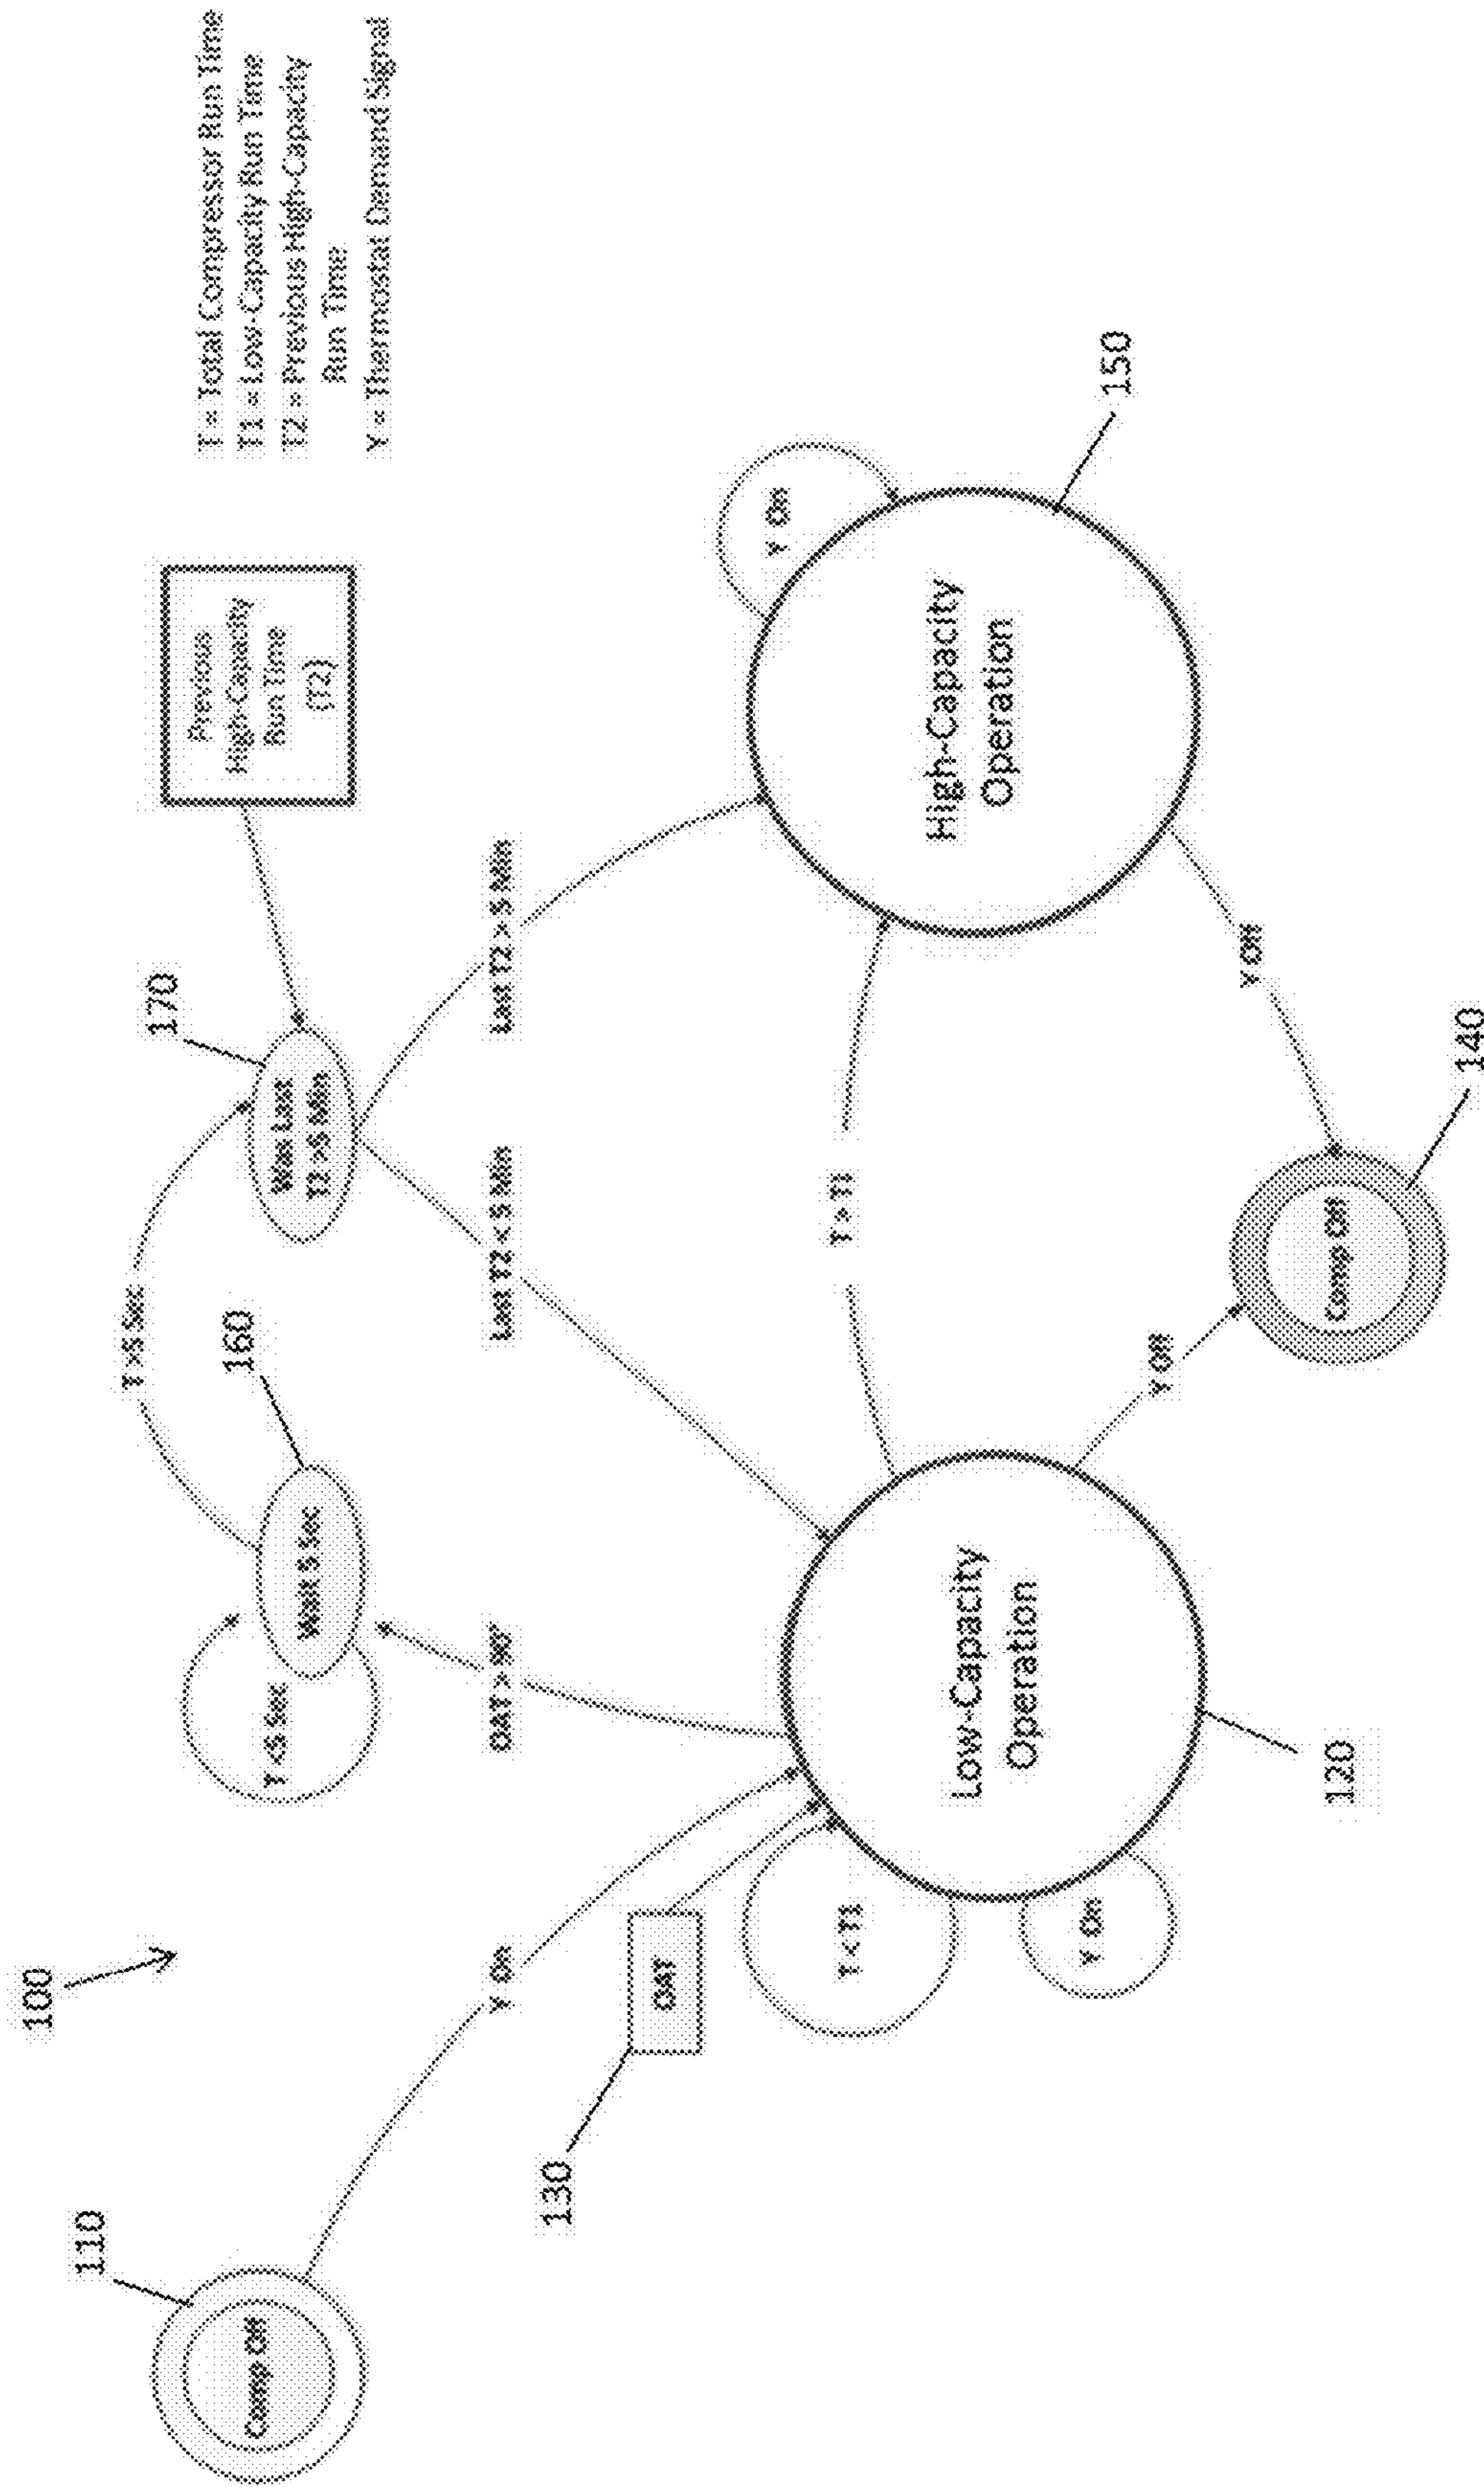 100
110
Comp Off
Y On
130
OAT
T < T1
Y On
Low-Capacity
Operation
120
OAT > 90°
T <5 Sec
Wait 5 Sec
160
T >5 Sec
170
Was Last
T2 >5 Min
Previous
High-Capacity
Run Time
(T2)
Last T2 < 5 Min
Last T2 > 5 Min
T > T1
High-Capacity
Operation
Y On
150
Y Off
Y Off
Comp Off
140
T = Total Compressor Run Time
T1 = Low-Capacity Run Time
T2 = Previous High-Capacity
Run Time
Y = Thermostat Demand Signal